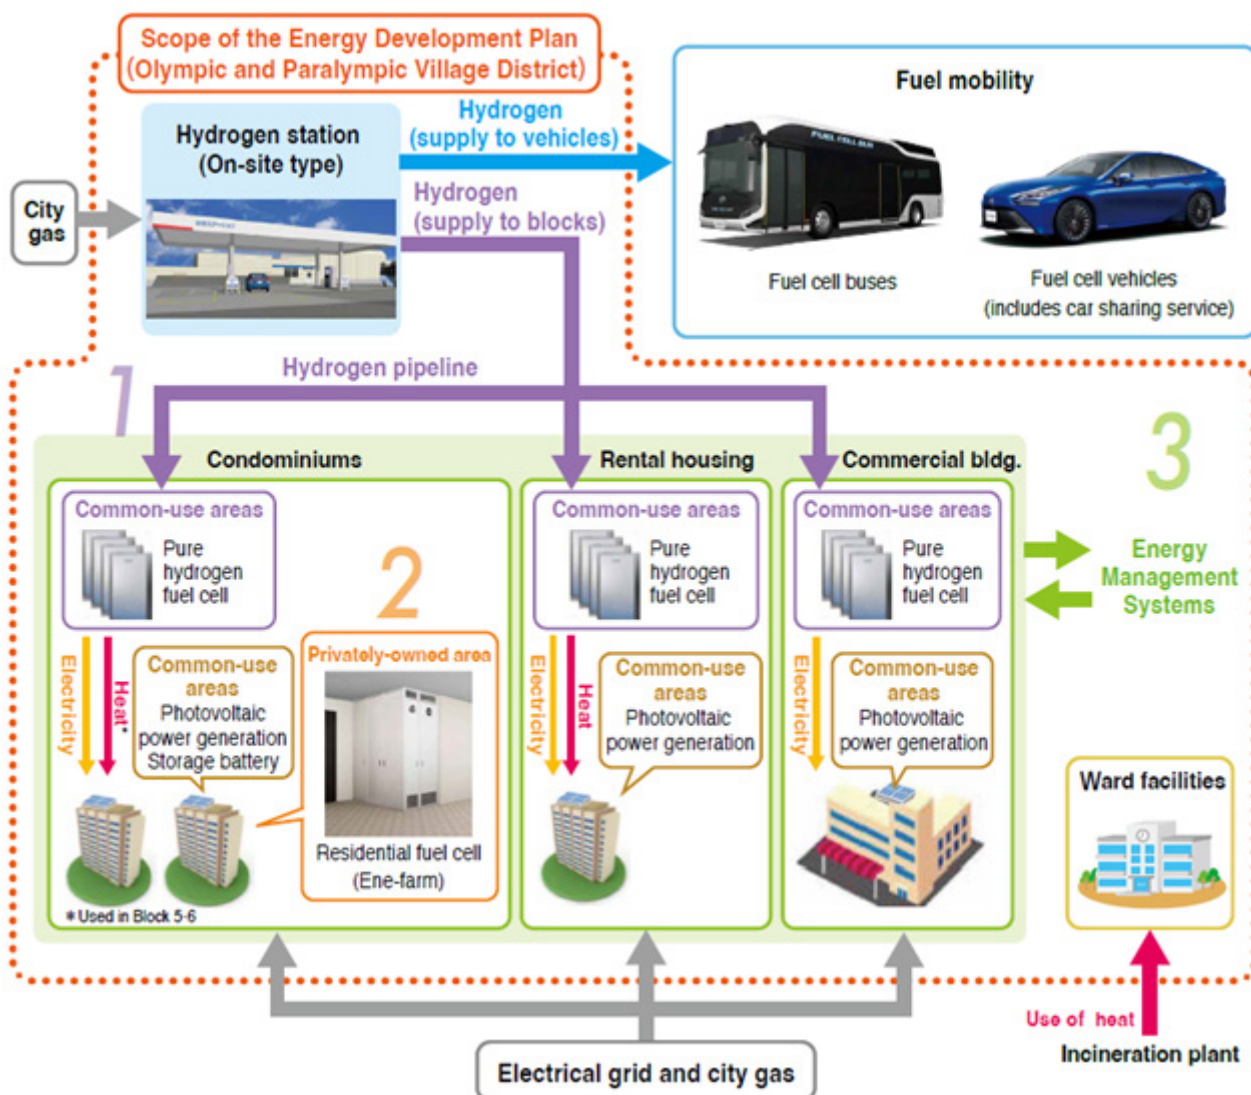 Scope of the Energy Development Plan
(Olympic and Paralympic Village District)
Hydrogen station
(On-site type)
City
gas
Hydrogen
(supply to vehicles)
Hydrogen
(supply to blocks)
Fuel mobility
FUEL CELL BUS
Fuel cell buses
Fuel cell vehicles
(includes car sharing service)
1
Hydrogen pipeline
Condominiums
Common-use areas
Pure
hydrogen
fuel cell
Electricity
Heat*
Common-use
areas
Photovoltaic
power generation
Storage battery
2
Privately-owned area
Residential fuel cell
(Ene-farm)
* Used in Block 5-6
Rental housing
Common-use areas
Pure
hydrogen
fuel cell
Electricity
Heat
Common-use
areas
Photovoltaic
power generation
Commercial bldg.
Common-use areas
Pure
hydrogen
fuel cell
Electricity
Common-use
areas
Photovoltaic
power generation
3
Energy
Management
Systems
Ward facilities
Use of heat
Incineration plant
Electrical grid and city gas